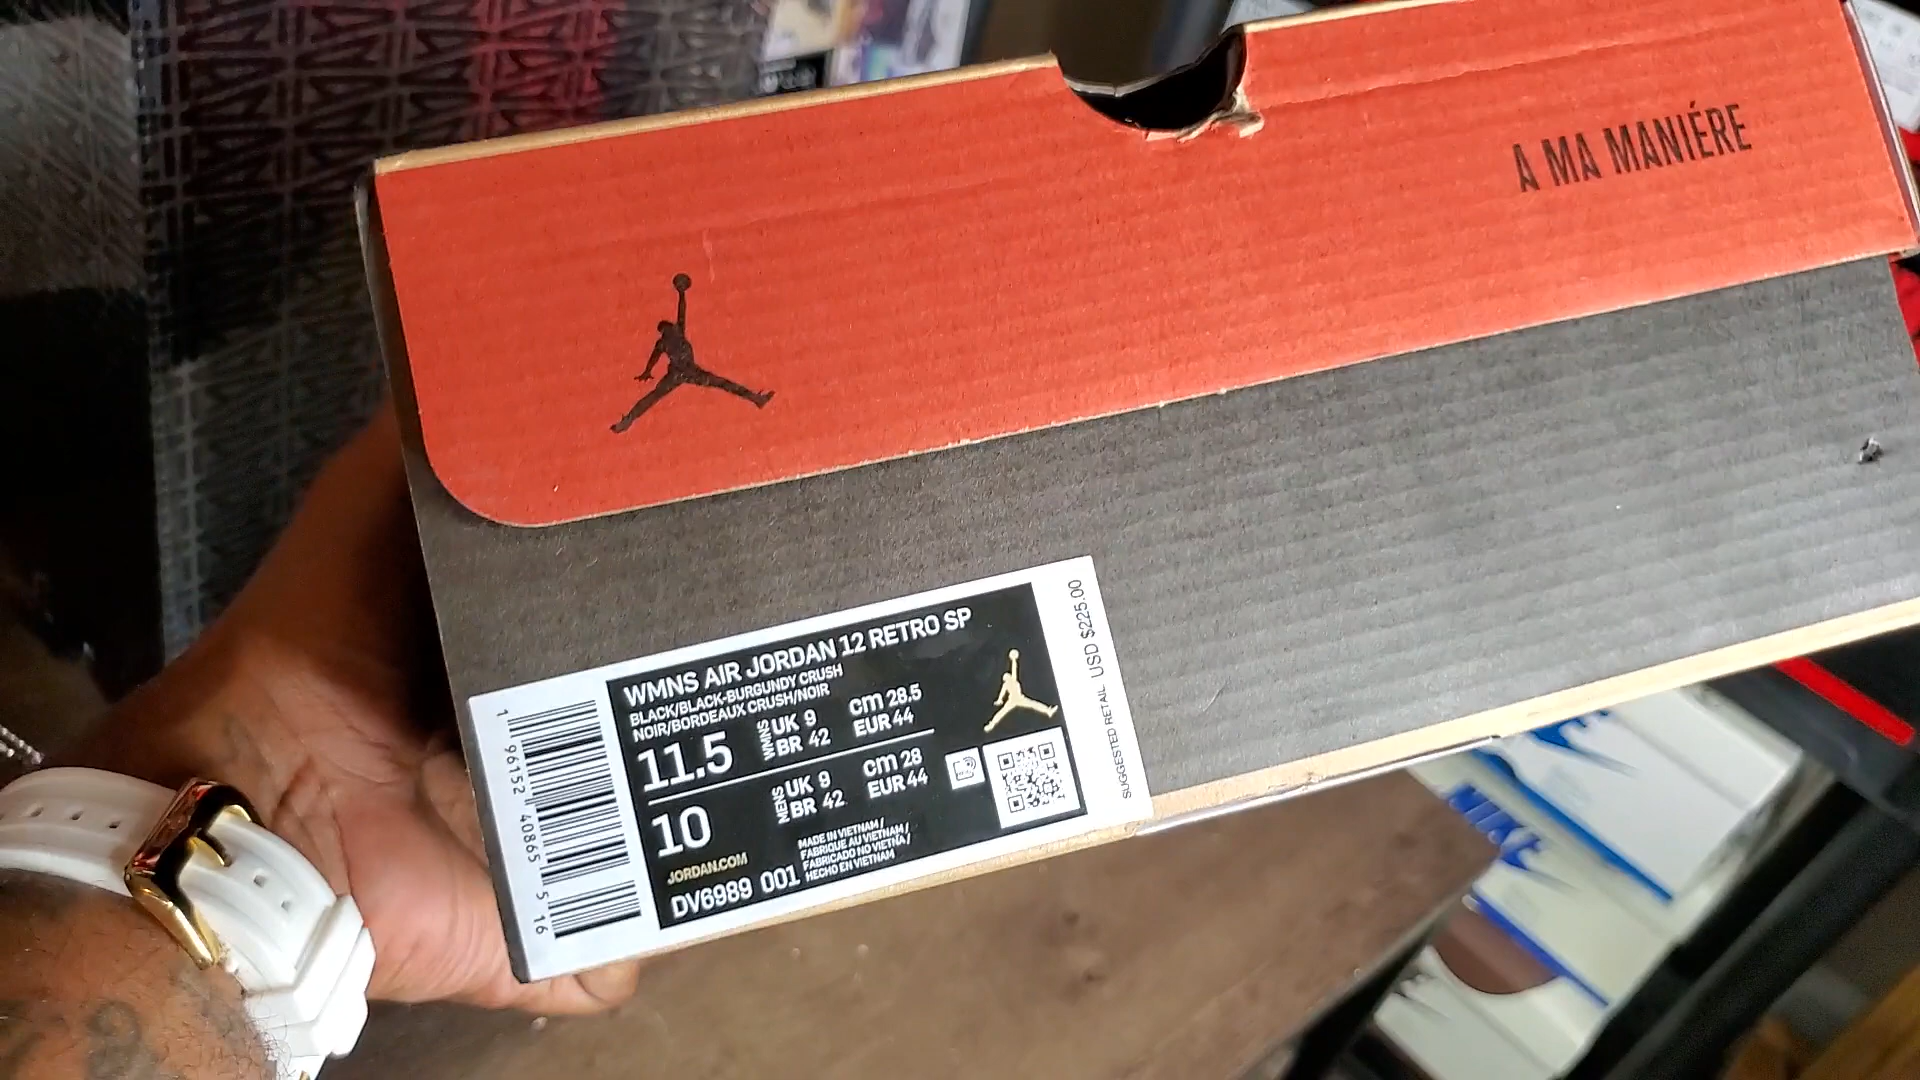 A MA MANIÉRE
WMNS AIR JORDAN 12 RETRO SP
BLACK/BLACK-BURGUNDY CRUSH
NOIR/BORDEAUX CRUSH/NOIR
11.5
WMNS
UK 9
BR 42
cm 28.5
EUR 44
10
MENS
UK 9
BR 42
cm 28
EUR 44
JORDAN.COM
DV6989 001
MADE IN VIETNAM /
FABRIQUE AU VIETNAM /
FABRICADO NO VIETNA /
HECHO EN VIETNAM
1 96152 40865 5 16
SUGGESTED RETAIL USD $225.00
NIKE